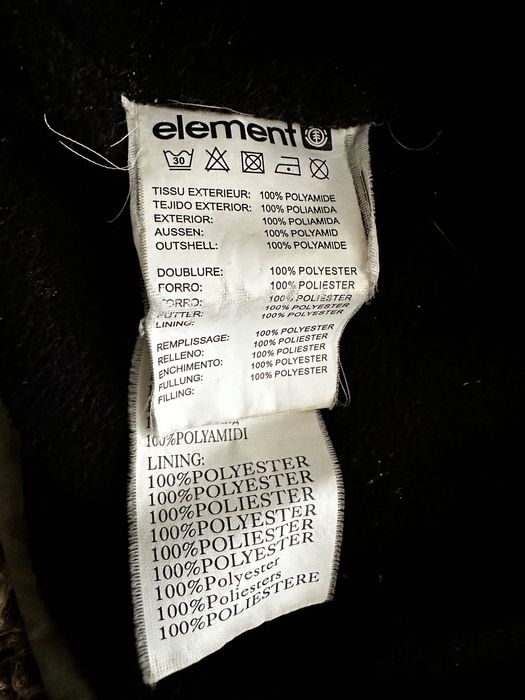 element
30
TISSU EXTERIEUR: 100% POLYAMIDE
TEJIDO EXTERIOR: 100% POLIAMIDA
EXTERIOR: 100% POLIAMIDA
AUSSEN: 100% POLYAMID
OUTSHELL: 100% POLYAMIDE
DOUBLURE: 100% POLYESTER
FORRO: 100% POLIESTER
FORRO: 100% POLIESTER
FUTTER: 100% POLYESTER
LINING: 100% POLYESTER
REMPLISSAGE: 100% POLYESTER
RELLENO: 100% POLIESTER
ENCHIMENTO: 100% POLIESTER
FULLUNG: 100% POLYESTER
FILLING: 100% POLYESTER
100%POLYAMIDI
LINING:
100%POLYESTER
100%POLYESTER
100%POLIESTER
100%POLYESTER
100%POLIESTER
100%POLYESTER
100%Polyester
100%Poliesters
100%POLIESTERE